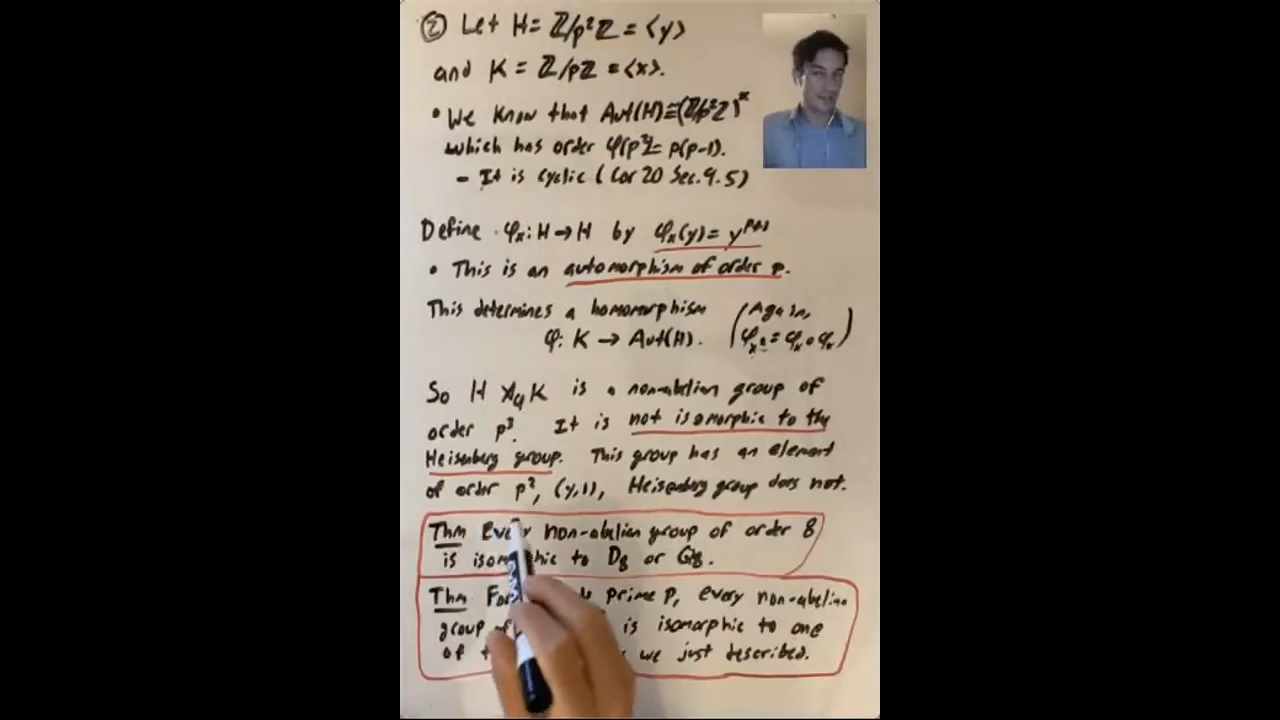 ② Let H = ℤ/p²ℤ = ⟨y⟩
and K = ℤ/pℤ = ⟨x⟩.
• We know that Aut(H) ≅ (ℤ/p²ℤ)ˣ
which has order φ(p²) = p(p-1).
- It is cyclic (Cor 20 Sec. 9.5)
Define φₓ: H → H by φₓ(y) = yᵖ⁺¹
• This is an automorphism of order p.
This determines a homomorphism (Again,
φ: K → Aut(H). φₓ² = φₓ ∘ φₓ)
So H ⋊φ K is a non-abelian group of
order p³. It is not isomorphic to the
Heisenberg group. This group has an element
of order p², (y,1), Heisenberg group does not.
Thm Every non-abelian group of order 8
is isomorphic to D₈ or Q₈.
Thm For prime p, every non-abelian
group is isomorphic to one
of we just described.